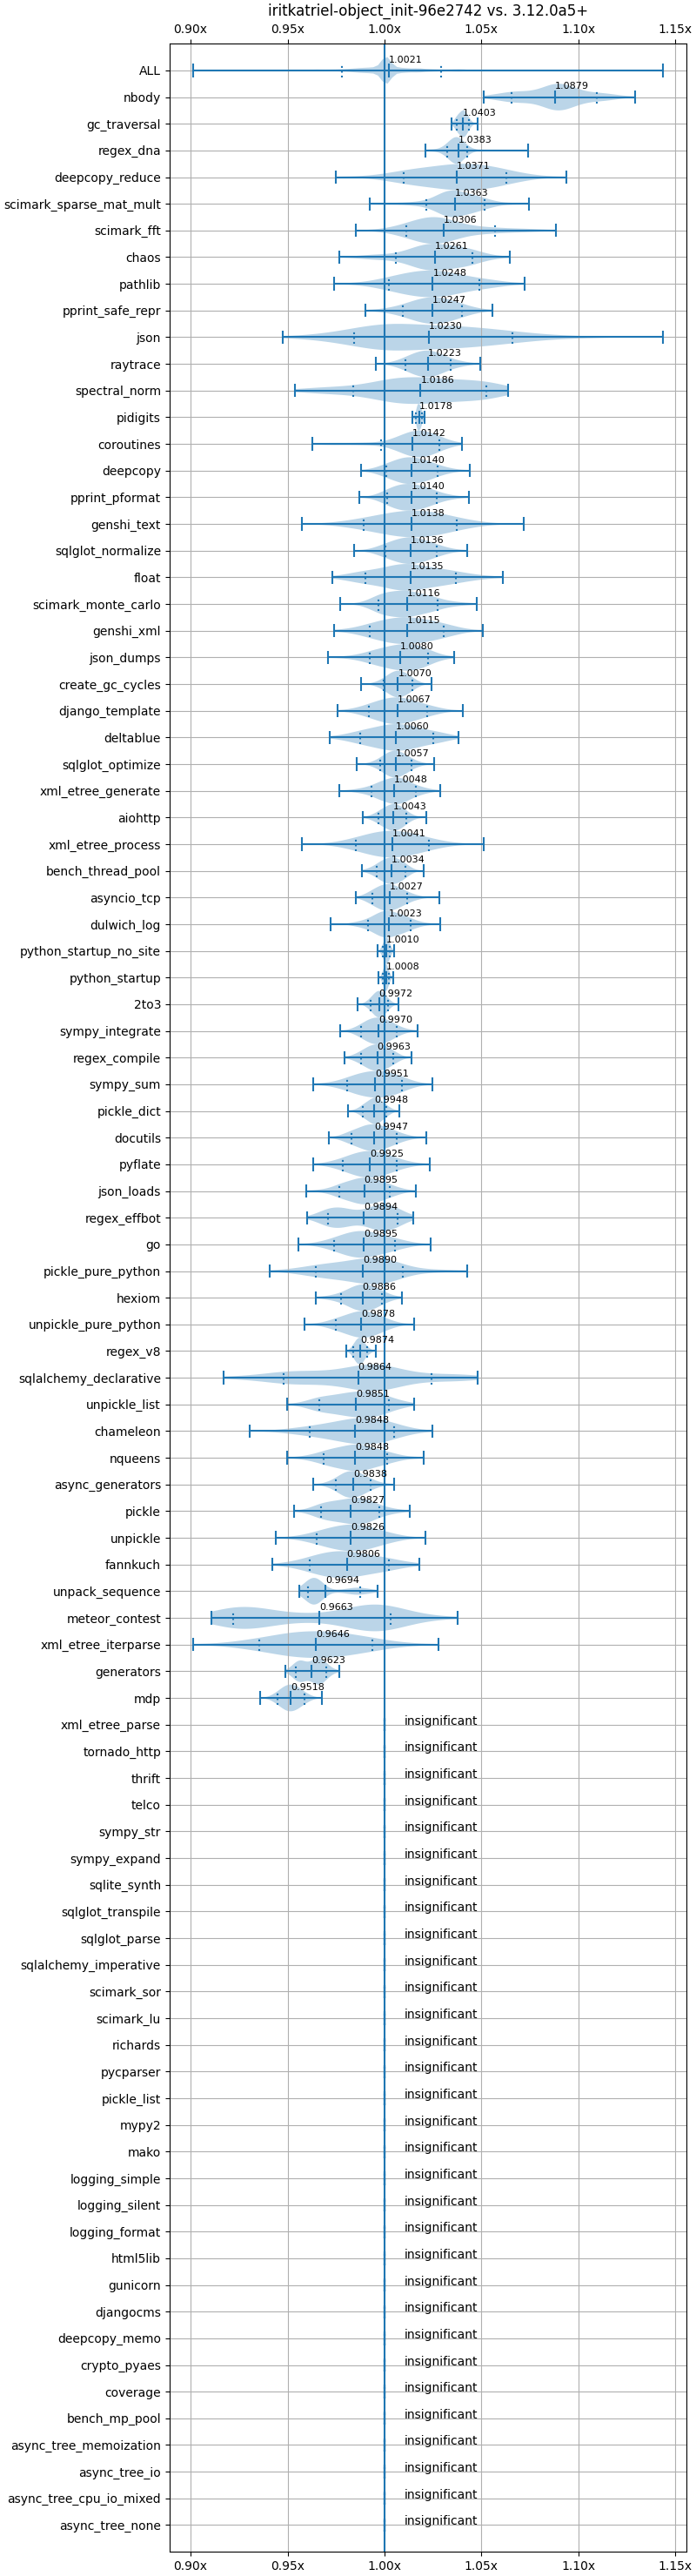 iritkatriel-object_init-96e2742 vs. 3.12.0a5+
0.90x 0.95x 1.00x 1.05x 1.10x 1.15x
ALL 1.0021
nbody 1.0879
gc_traversal 1.0403
regex_dna 1.0383
deepcopy_reduce 1.0371
scimark_sparse_mat_mult 1.0363
scimark_fft 1.0306
chaos 1.0261
pathlib 1.0248
pprint_safe_repr 1.0247
json 1.0230
raytrace 1.0223
spectral_norm 1.0186
pidigits 1.0178
coroutines 1.0142
deepcopy 1.0140
pprint_pformat 1.0140
genshi_text 1.0138
sqlglot_normalize 1.0136
float 1.0135
scimark_monte_carlo 1.0116
genshi_xml 1.0115
json_dumps 1.0080
create_gc_cycles 1.0070
django_template 1.0067
deltablue 1.0060
sqlglot_optimize 1.0057
xml_etree_generate 1.0048
aiohttp 1.0043
xml_etree_process 1.0041
bench_thread_pool 1.0034
asyncio_tcp 1.0027
dulwich_log 1.0023
python_startup_no_site 1.0010
python_startup 1.0008
2to3 0.9972
sympy_integrate 0.9970
regex_compile 0.9963
sympy_sum 0.9951
pickle_dict 0.9948
docutils 0.9947
pyflate 0.9925
json_loads 0.9895
regex_effbot 0.9894
go 0.9895
pickle_pure_python 0.9890
hexiom 0.9886
unpickle_pure_python 0.9878
regex_v8 0.9874
sqlalchemy_declarative 0.9864
unpickle_list 0.9851
chameleon 0.9848
nqueens 0.9848
async_generators 0.9838
pickle 0.9827
unpickle 0.9826
fannkuch 0.9806
unpack_sequence 0.9694
meteor_contest 0.9663
xml_etree_iterparse 0.9646
generators 0.9623
mdp 0.9518
xml_etree_parse insignificant
tornado_http insignificant
thrift insignificant
telco insignificant
sympy_str insignificant
sympy_expand insignificant
sqlite_synth insignificant
sqlglot_transpile insignificant
sqlglot_parse insignificant
sqlalchemy_imperative insignificant
scimark_sor insignificant
scimark_lu insignificant
richards insignificant
pycparser insignificant
pickle_list insignificant
mypy2 insignificant
mako insignificant
logging_simple insignificant
logging_silent insignificant
logging_format insignificant
html5lib insignificant
gunicorn insignificant
djangocms insignificant
deepcopy_memo insignificant
crypto_pyaes insignificant
coverage insignificant
bench_mp_pool insignificant
async_tree_memoization insignificant
async_tree_io insignificant
async_tree_cpu_io_mixed insignificant
async_tree_none insignificant
0.90x 0.95x 1.00x 1.05x 1.10x 1.15x